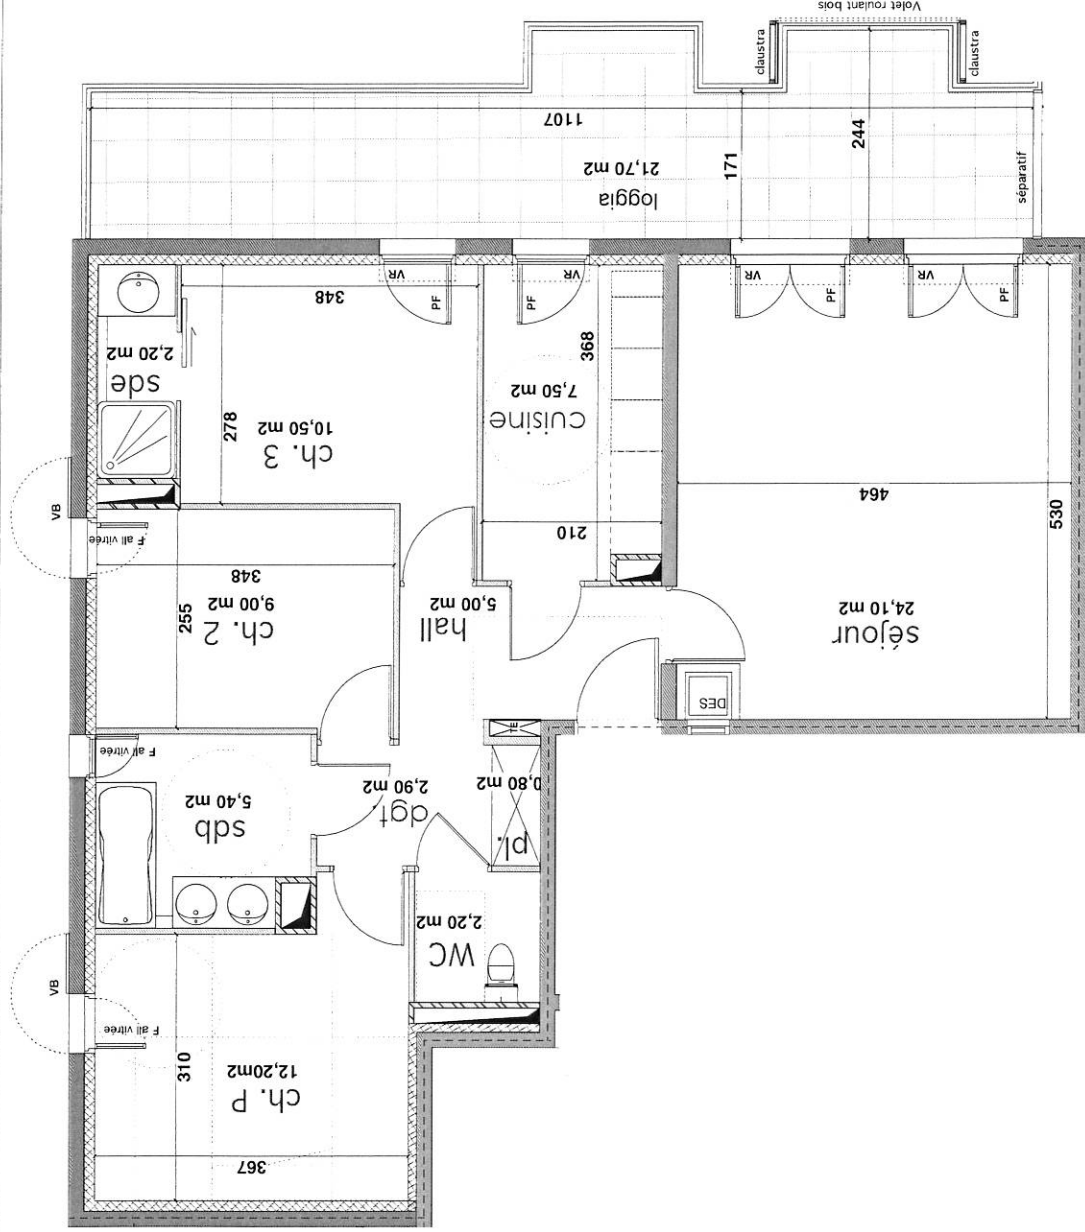 367
ch. P
12,20m2
310
F all vitrée
VB
WC
2,20 m2
pl.
0,80 m2
dgt
2,90 m2
sdb
5,40 m2
F all vitrée
TE
DES
séjour
24,10 m2
hall
5,00 m2
ch. 2
9,00 m2
255
348
F all vitrée
VB
530
464
210
ch. 3
10,50 m2
278
cuisine
7,50 m2
368
sde
2,20 m2
348
PF
VR
PF
VR
PF
VR
PF
VR
loggia
21,70 m2
séparatif
244
171
1107
claustra
claustra
Volet roulant bois